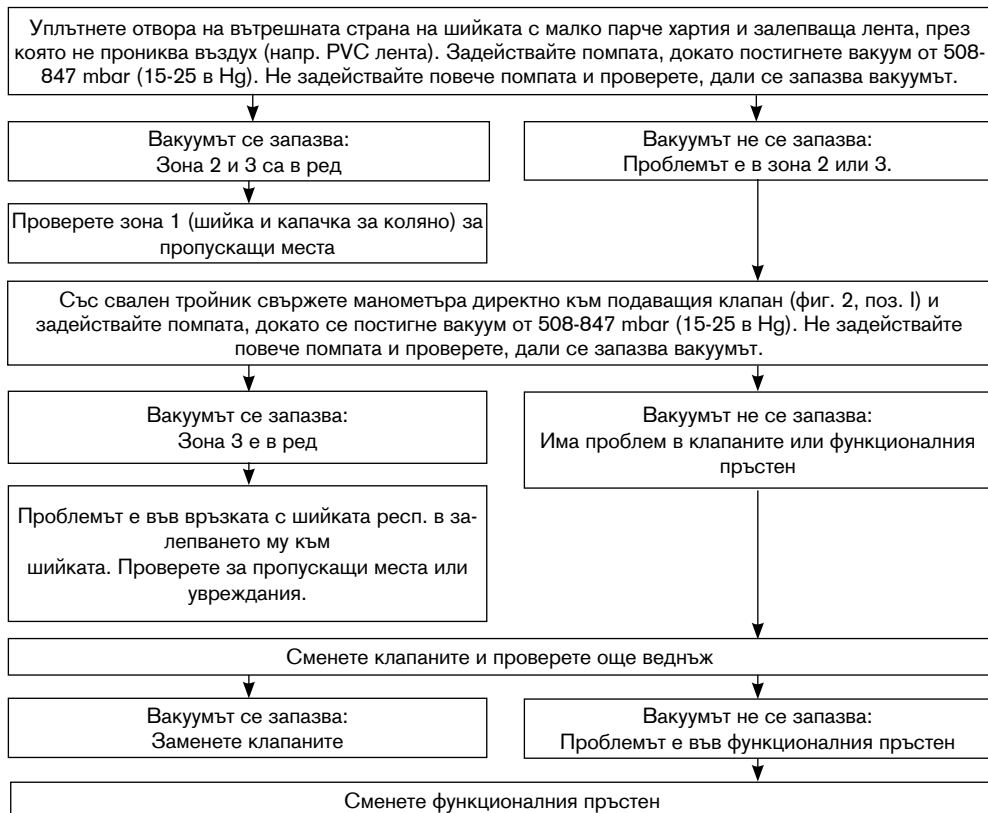 Уплътнете отвора на вътрешната страна на шийката с малко парче хартия и залепваща лента, през
която не прониква въздух (напр. PVC лента). Задействайте помпата, докато постигнете вакуум от 508-
847 mbar (15-25 в Hg). Не задействайте повече помпата и проверете, дали се запазва вакуумът.
Вакуумът се запазва:
Зона 2 и 3 са в ред
Вакуумът не се запазва:
Проблемът е в зона 2 или 3.
Проверете зона 1 (шийка и капачка за коляно) за
пропускащи места
Със свален тройник свържете манометъра директно към подаващия клапан (фиг. 2, поз. I) и
задействайте помпата, докато се постигне вакуум от 508-847 mbar (15-25 в Hg). Не задействайте
повече помпата и проверете, дали се запазва вакуумът.
Вакуумът се запазва:
Зона 3 е в ред
Вакуумът не се запазва:
Има проблем в клапаните или функционалния
пръстен
Проблемът е във връзката с шийката респ. в за-
лепването му към
шийката. Проверете за пропускащи места или
увреждания.
Сменете клапаните и проверете още веднъж
Вакуумът се запазва:
Заменете клапаните
Вакуумът не се запазва:
Проблемът е във функционалния пръстен
Сменете функционалния пръстен